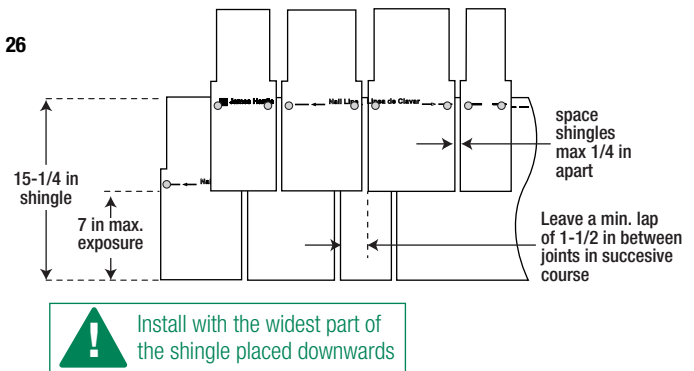 26
James Hardie
Nail Line Linea de Clavar
15-1/4 in
shingle
7 in max.
exposure
space
shingles
max 1/4 in
apart
Leave a min. lap
of 1-1/2 in between
joints in succesive
course
!
Install with the widest part of
the shingle placed downwards